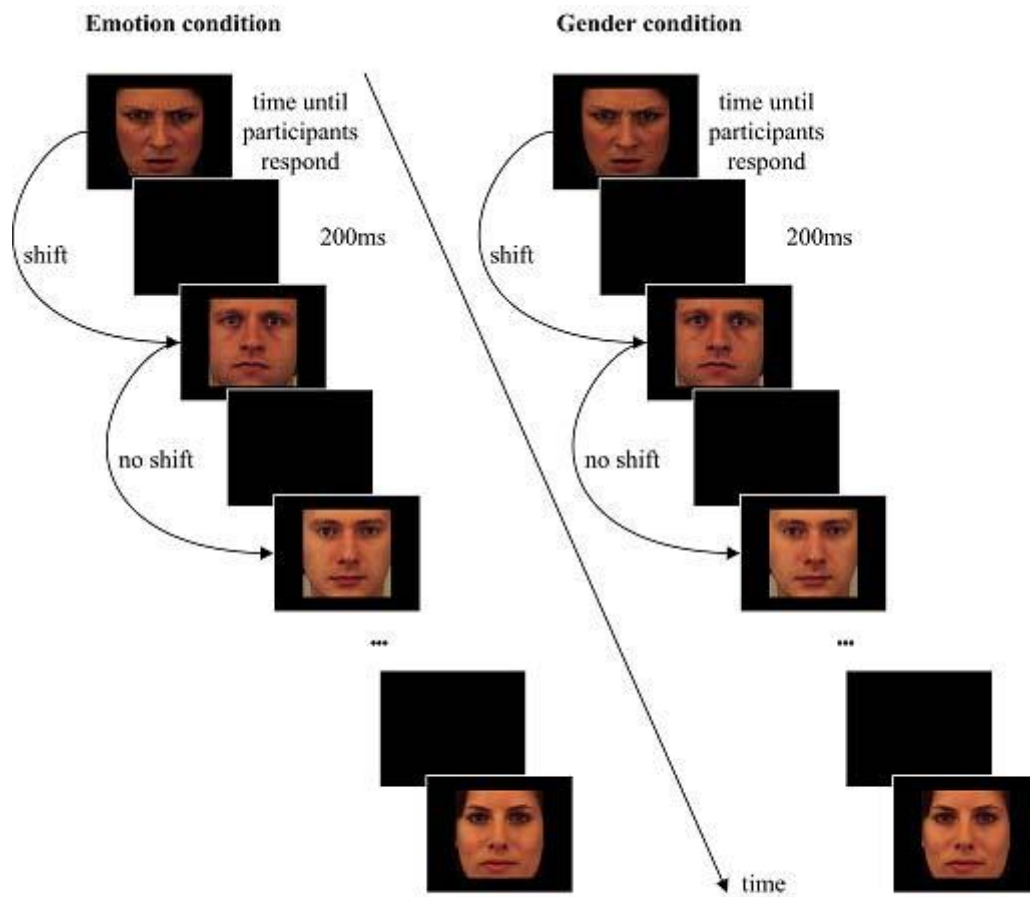 Emotion condition
Gender condition
time until
participants
respond
time until
participants
respond
200ms
200ms
shift
shift
no shift
no shift
...
...
time